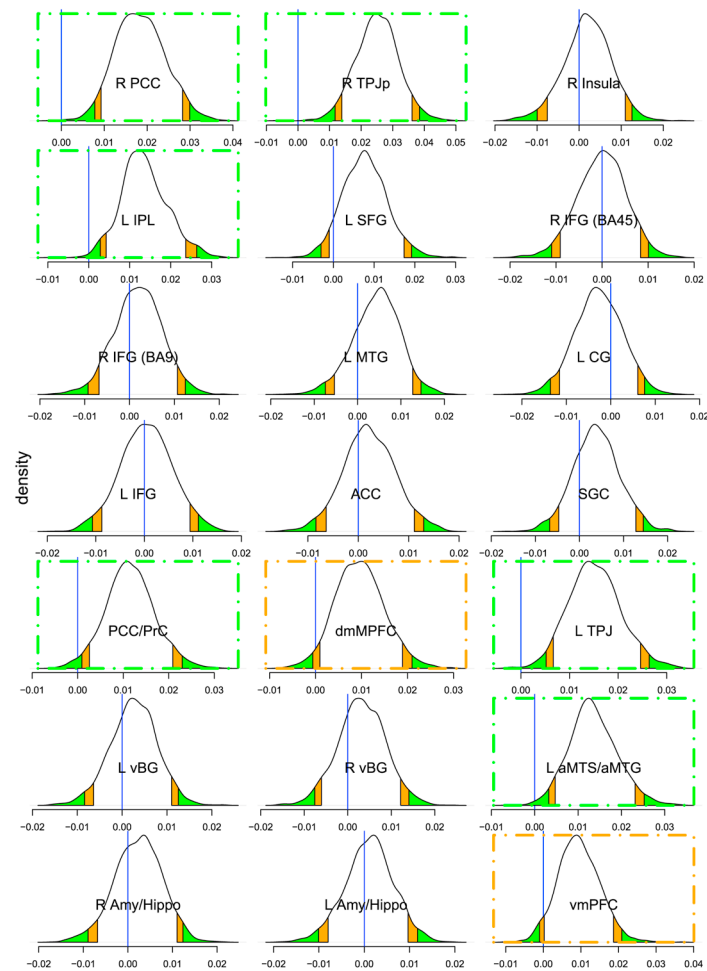 R PCC R TPJp R Insula
0.00 0.01 0.02 0.03 0.04 −0.01 0.00 0.01 0.02 0.03 0.04 0.05 −0.02 −0.01 0.00 0.01 0.02
L IPL L SFG R IFG (BA45)
−0.01 0.00 0.01 0.02 0.03 −0.01 0.00 0.01 0.02 0.03 −0.02 −0.01 0.00 0.01 0.02
R IFG (BA9) L MTG L CG
−0.02 −0.01 0.00 0.01 0.02 −0.02 −0.01 0.00 0.01 0.02 −0.02 −0.01 0.00 0.01 0.02
density
L IFG ACC SGC
−0.02 −0.01 0.00 0.01 0.02 −0.01 0.00 0.01 0.02 −0.02 −0.01 0.00 0.01 0.02
PCC/PrC dmMPFC L TPJ
−0.01 0.00 0.01 0.02 0.03 −0.01 0.00 0.01 0.02 0.03 0.00 0.01 0.02 0.03
L vBG R vBG L aMTS/aMTG
−0.02 −0.01 0.00 0.01 0.02 −0.02 −0.01 0.00 0.01 0.02 −0.01 0.00 0.01 0.02 0.03
R Amy/Hippo L Amy/Hippo vmPFC
−0.02 −0.01 0.00 0.01 0.02 −0.02 −0.01 0.00 0.01 0.02 −0.01 0.00 0.01 0.02 0.03 0.04